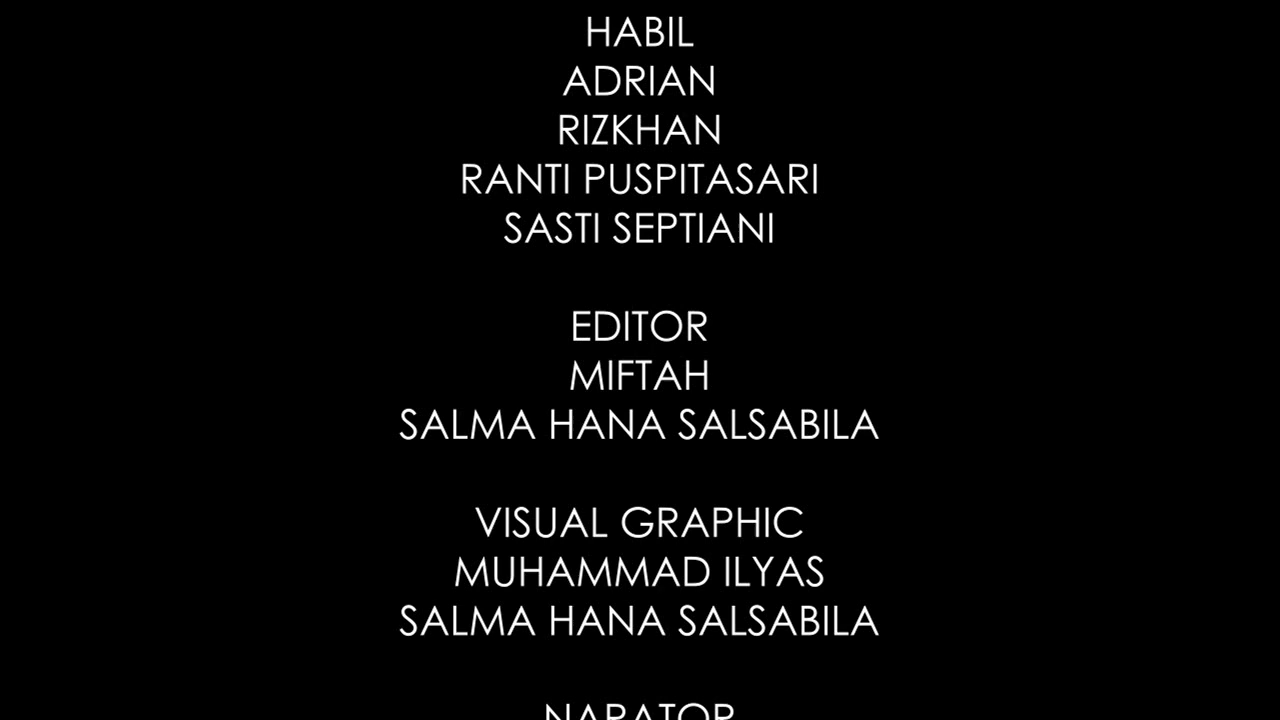 HABIL
ADRIAN
RIZKHAN
RANTI PUSPITASARI
SASTI SEPTIANI
EDITOR
MIFTAH
SALMA HANA SALSABILA
VISUAL GRAPHIC
MUHAMMAD ILYAS
SALMA HANA SALSABILA
NARATOR